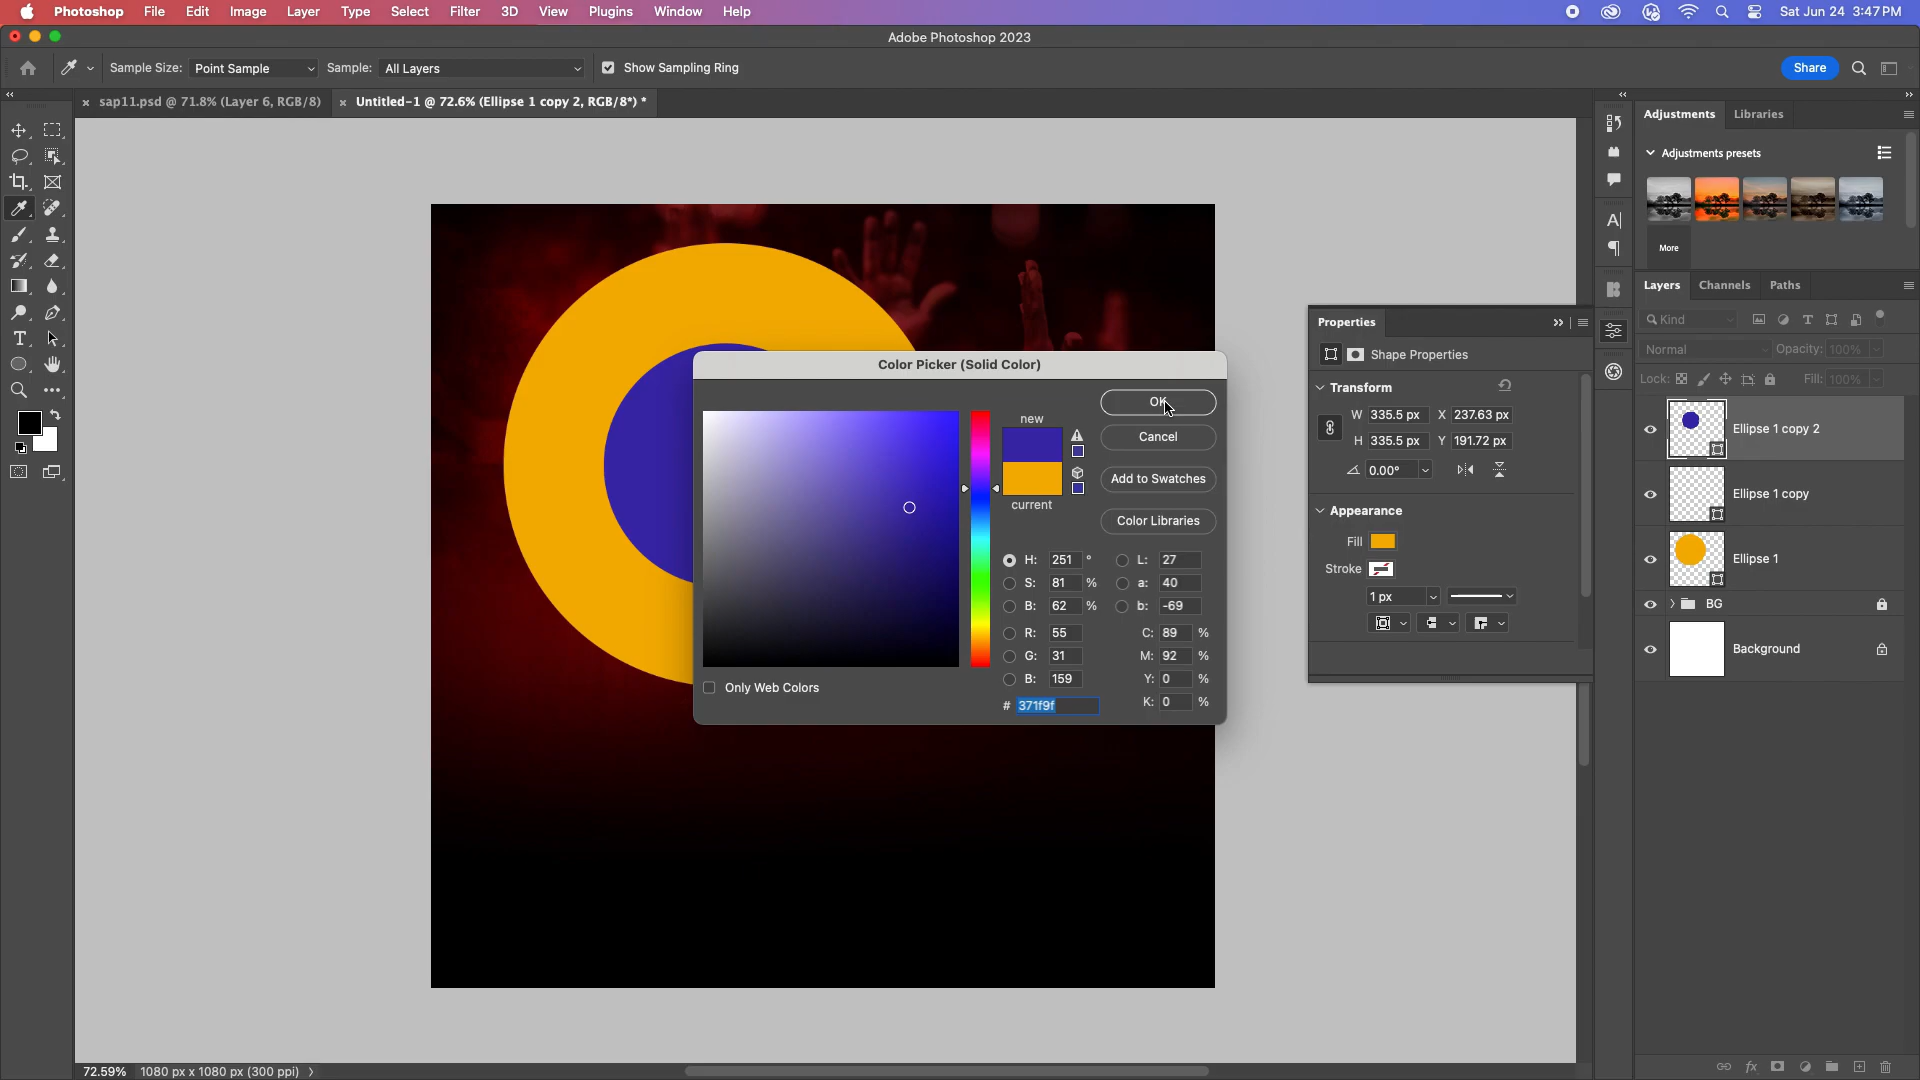 Photoshop File Edit Image Layer Type Select Filter 3D View Plugins Window Help Sat Jun 24 3:47 PM
Adobe Photoshop 2023
Sample Size: Point Sample Sample: All Layers Show Sampling Ring Share
sap11.psd @ 71.8% (Layer 6, RGB/8) Untitled-1 @ 72.6% (Ellipse 1 copy 2, RGB/8*) *
Adjustments Libraries
Adjustments presets
More
Layers Channels Paths
Kind
Normal Opacity: 100%
Lock: Fill: 100%
Ellipse 1 copy 2
Ellipse 1 copy
Ellipse 1
BG
Background
Properties
Shape Properties
Transform
W 335.5 px X 237.63 px
H 335.5 px Y 191.72 px
0.00°
Appearance
Fill
Stroke
1 px
Color Picker (Solid Color)
new
current
OK
Cancel
Add to Swatches
Color Libraries
H: 251 ° L: 27
S: 81 % a: 40
B: 62 % b: -69
R: 55 C: 89 %
G: 31 M: 92 %
B: 159 Y: 0 %
# 371f9f K: 0 %
Only Web Colors
72.59% 1080 px x 1080 px (300 ppi)